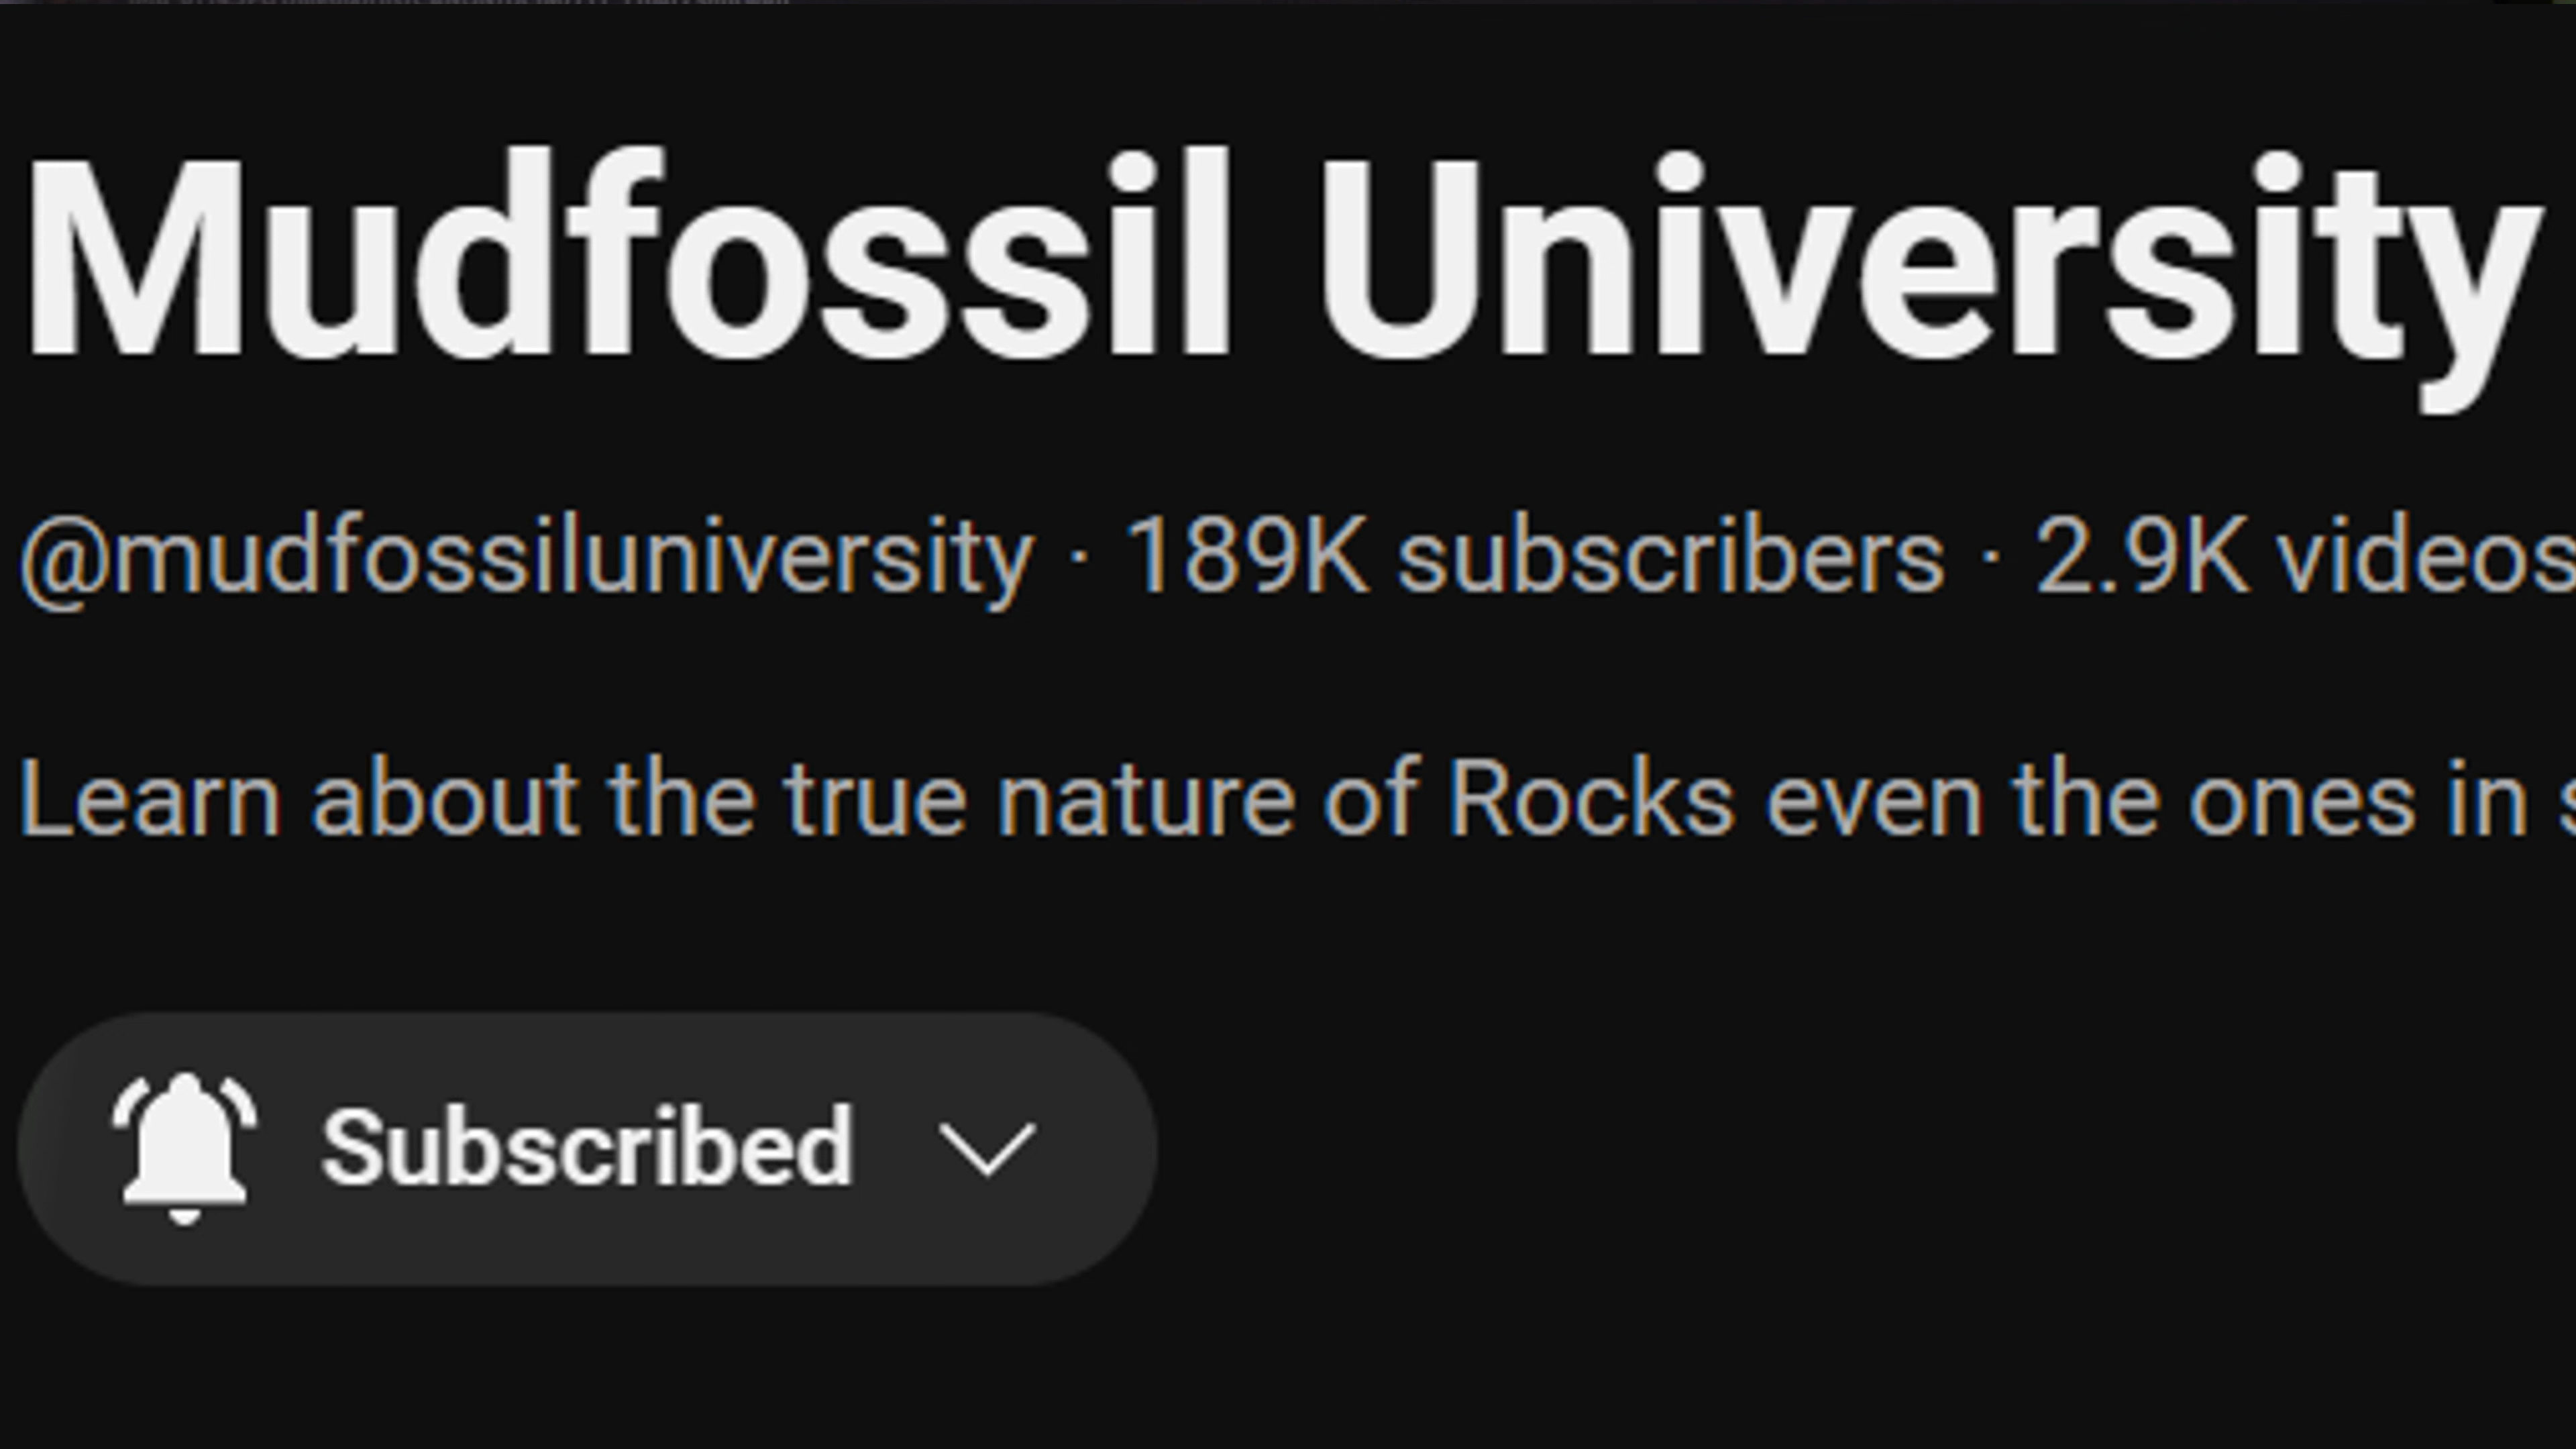 Mudfossil University
@mudfossiluniversity · 189K subscribers · 2.9K videos
Learn about the true nature of Rocks even the ones in
Subscribed